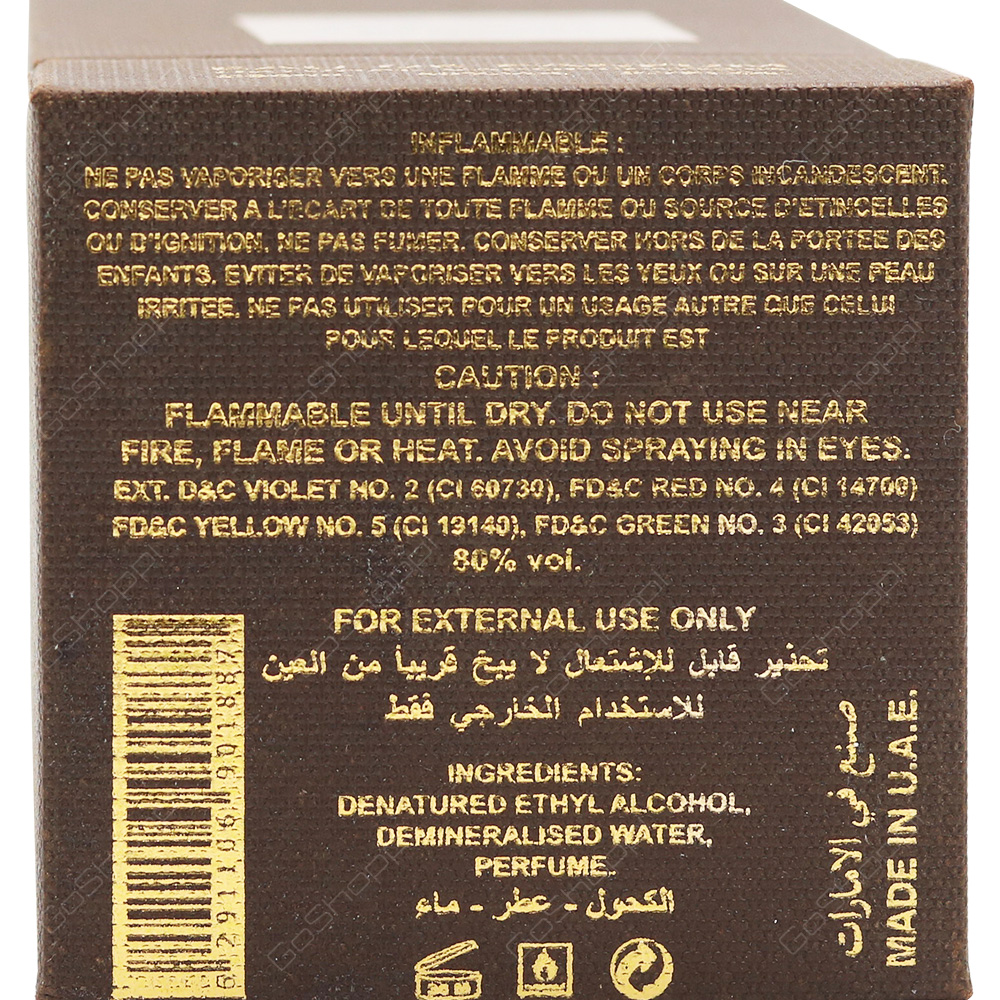 INFLAMMABLE :
NE PAS VAPORISER VERS UNE FLAMME OU UN CORPS INCANDESCENT.
CONSERVER A L'ECART DE TOUTE FLAMME OU SOURCE D'ETINCELLES
OU D'IGNITION. NE PAS FUMER. CONSERVER HORS DE LA PORTEE DES
ENFANTS. EVITER DE VAPORISER VERS LES YEUX OU SUR UNE PEAU
IRRITEE. NE PAS UTILISER POUR UN USAGE AUTRE QUE CELUI
POUR LEQUEL LE PRODUIT EST
CAUTION :
FLAMMABLE UNTIL DRY. DO NOT USE NEAR
FIRE, FLAME OR HEAT. AVOID SPRAYING IN EYES.
EXT. D&C VIOLET NO. 2 (CI 60730), FD&C RED NO. 4 (CI 14700)
FD&C YELLOW NO. 5 (CI 19140), FD&C GREEN NO. 3 (CI 42053)
80% vol.
FOR EXTERNAL USE ONLY
تحذير قابل للإشتعال لا يبخ قريباً من العين
للاستخدام الخارجي فقط
INGREDIENTS:
DENATURED ETHYL ALCOHOL,
DEMINERALISED WATER,
PERFUME.
الكحول - عطر - ماء
6 291106 901887
صنع في الامارات
MADE IN U.A.E.
GoShoppi